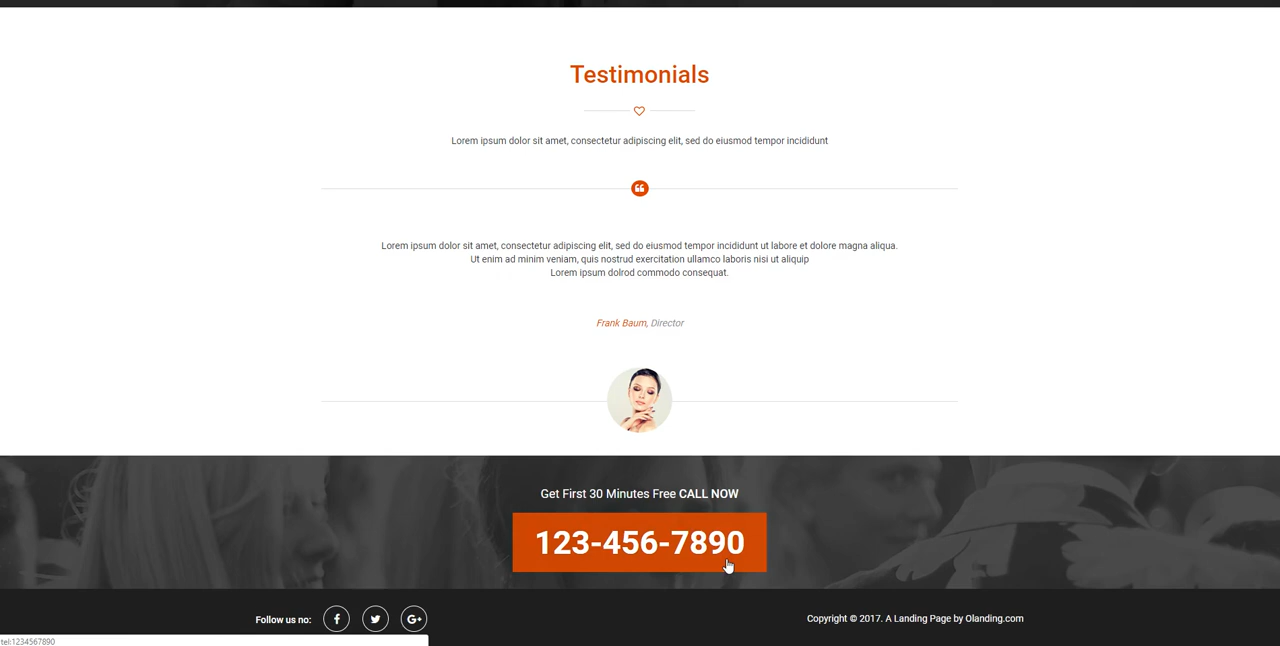 Testimonials
Lorem ipsum dolor sit amet, consectetur adipiscing elit, sed do eiusmod tempor incididunt
Lorem ipsum dolor sit amet, consectetur adipiscing elit, sed do eiusmod tempor incididunt ut labore et dolore magna aliqua.
Ut enim ad minim veniam, quis nostrud exercitation ullamco laboris nisi ut aliquip
Lorem ipsum dolrod commodo consequat.
Frank Baum, Director
Get First 30 Minutes Free CALL NOW
123-456-7890
Follow us no:
Copyright © 2017. A Landing Page by Olanding.com
tel:1234567890